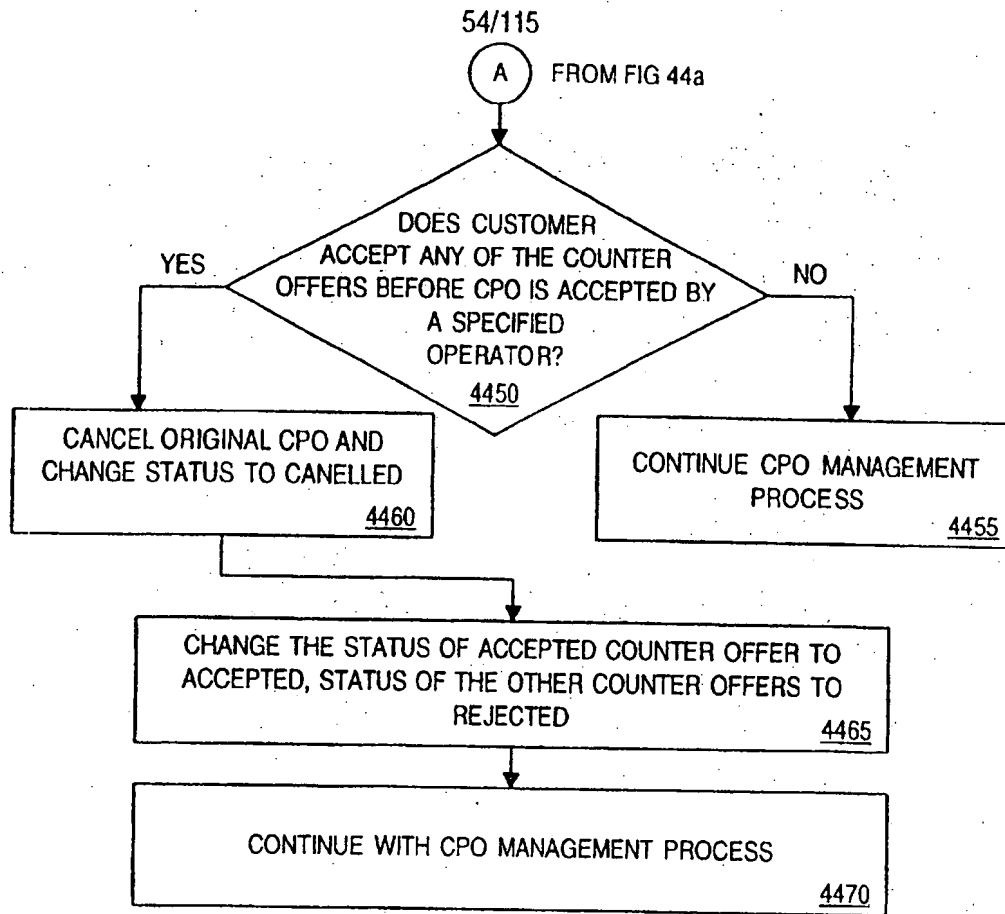 54/115
A FROM FIG 44a
DOES CUSTOMER
ACCEPT ANY OF THE COUNTER
OFFERS BEFORE CPO IS ACCEPTED BY
A SPECIFIED
OPERATOR?
4450
YES
NO
CANCEL ORIGINAL CPO AND
CHANGE STATUS TO CANELLED
4460
CONTINUE CPO MANAGEMENT
PROCESS
4455
CHANGE THE STATUS OF ACCEPTED COUNTER OFFER TO
ACCEPTED, STATUS OF THE OTHER COUNTER OFFERS TO
REJECTED
4465
CONTINUE WITH CPO MANAGEMENT PROCESS
4470